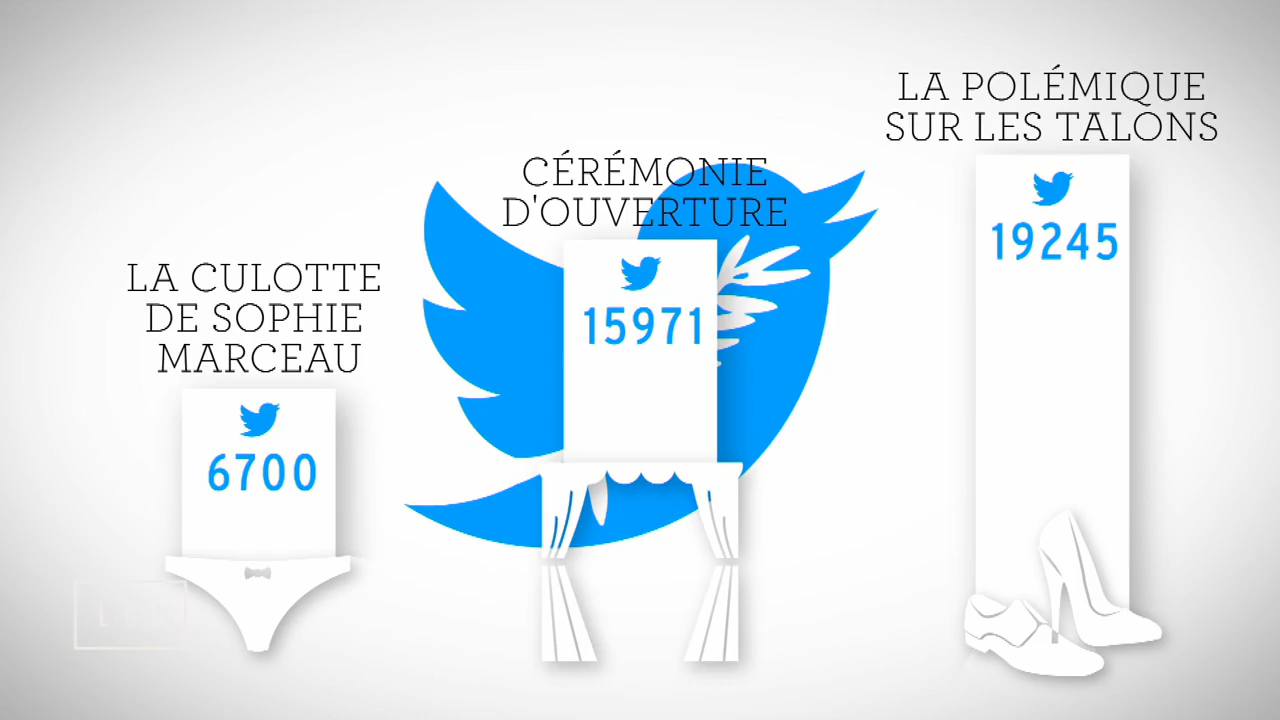 LA CULOTTE
DE SOPHIE
MARCEAU
6700
CÉRÉMONIE
D'OUVERTURE
15971
LA POLÉMIQUE
SUR LES TALONS
19245